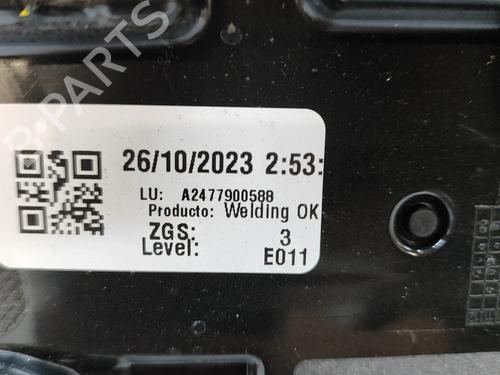 26/10/2023 2:53:
LU: A2477900588
Producto: Welding OK
ZGS: 3
Level: E011
B-PARTS